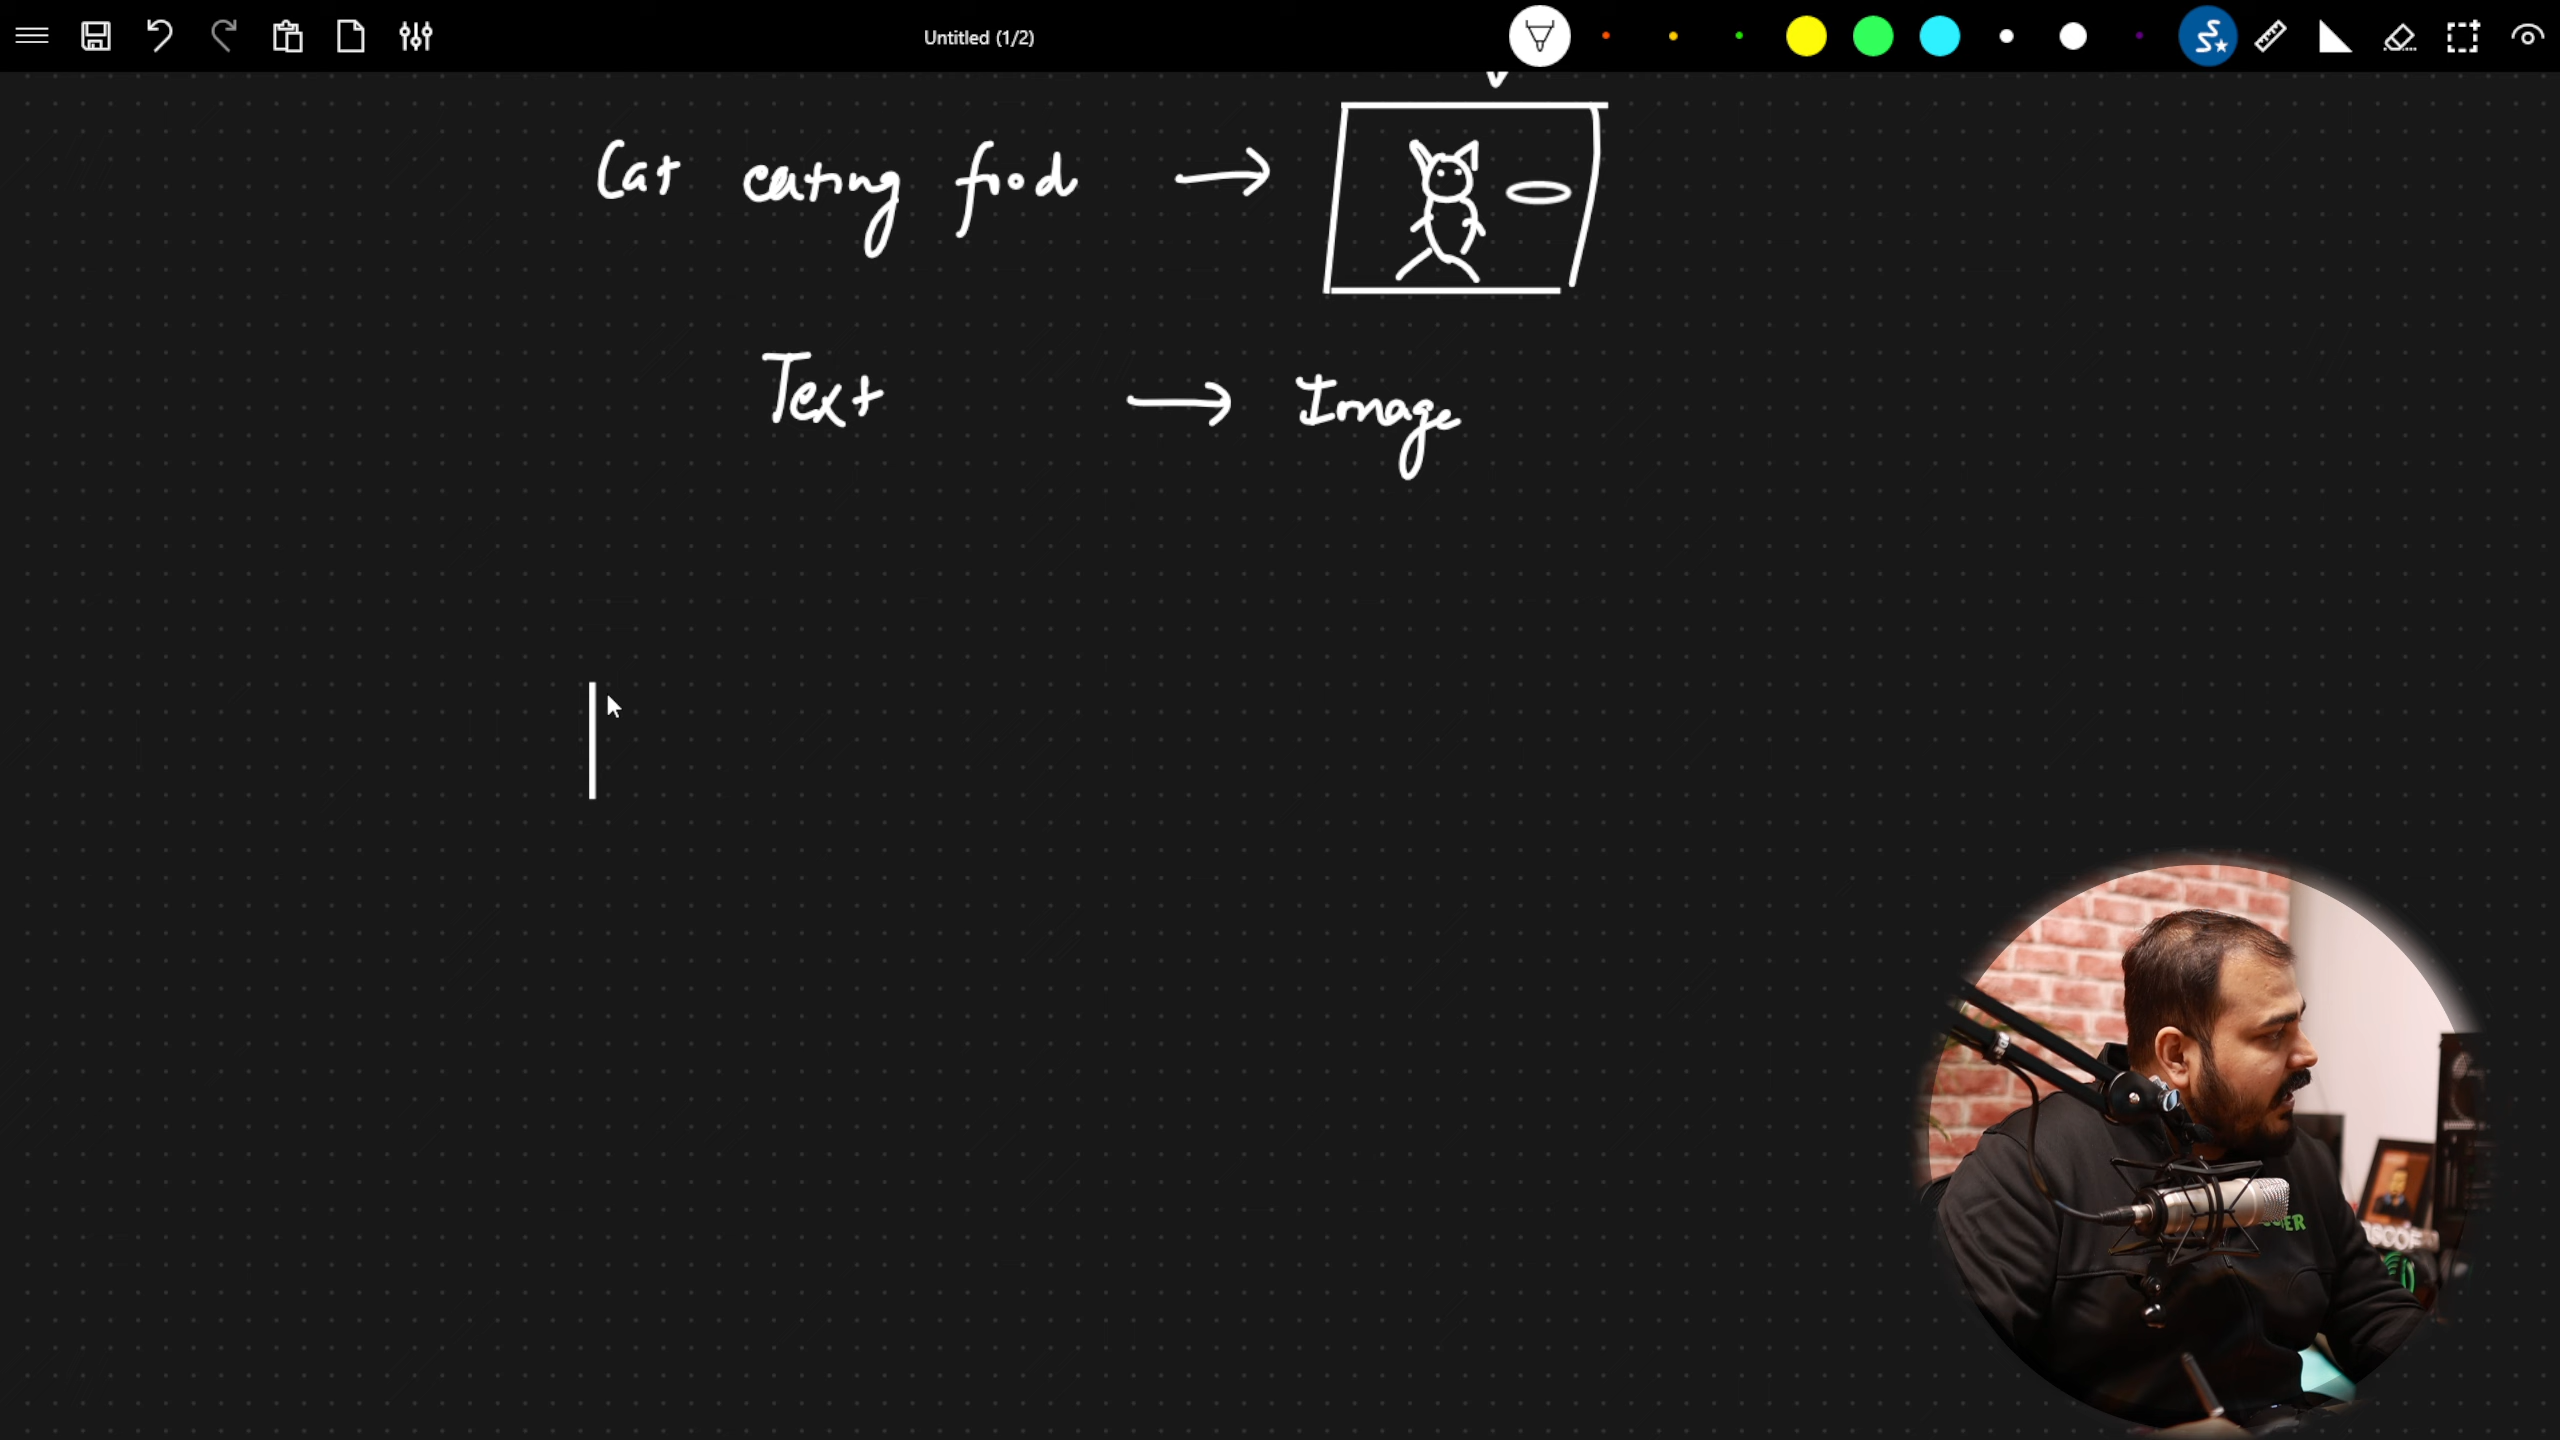 Untitled (1/2)
Cat eating food →
Text → Image